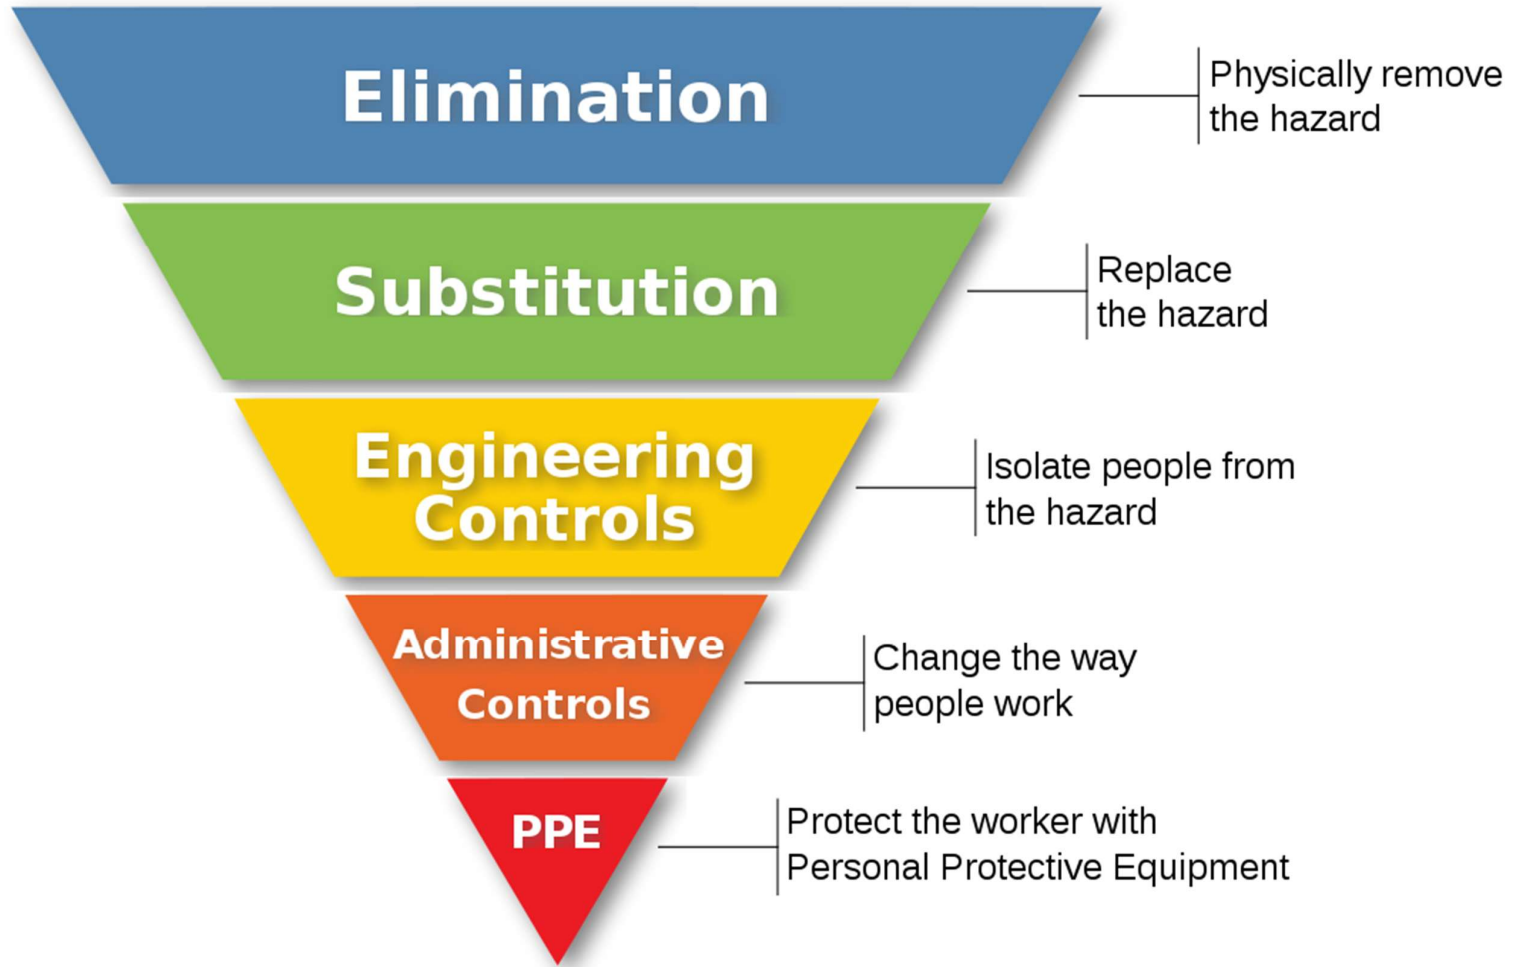 Elimination
Physically remove
the hazard
Substitution
Replace
the hazard
Engineering
Controls
Isolate people from
the hazard
Administrative
Controls
Change the way
people work
PPE
Protect the worker with
Personal Protective Equipment